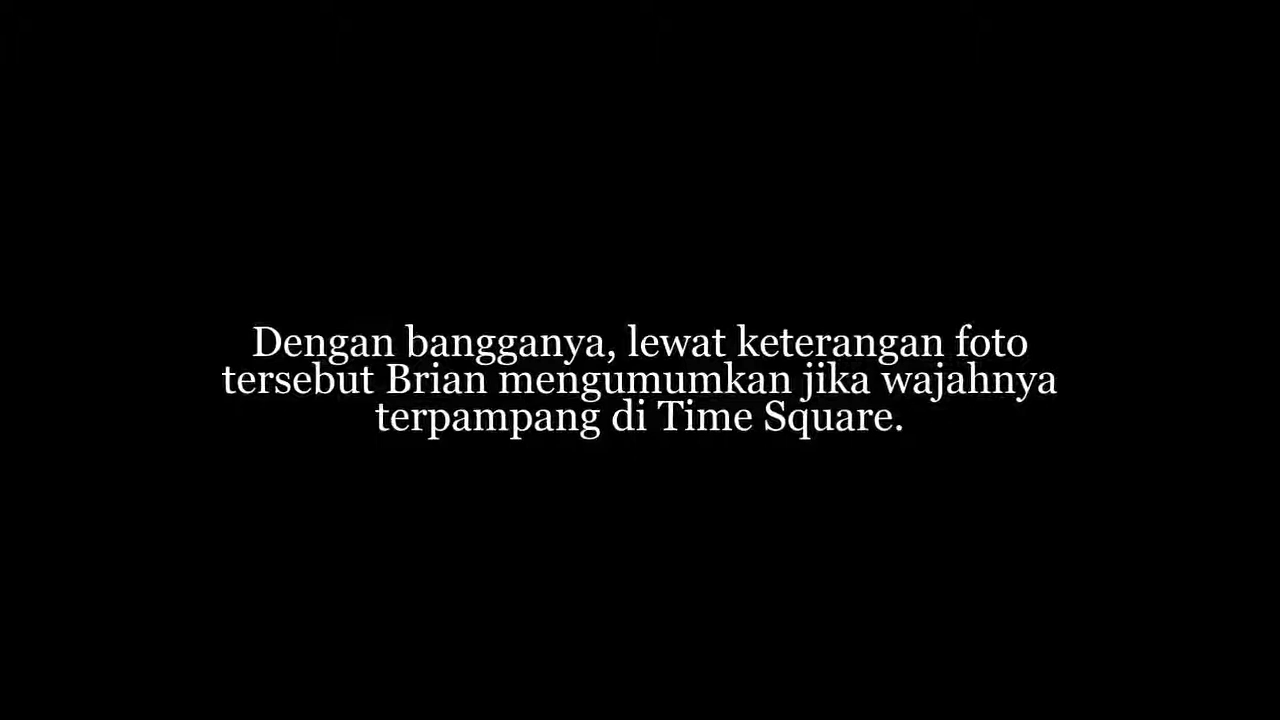 Dengan bangganya, lewat keterangan foto
tersebut Brian mengumumkan jika wajahnya
terpampang di Time Square.